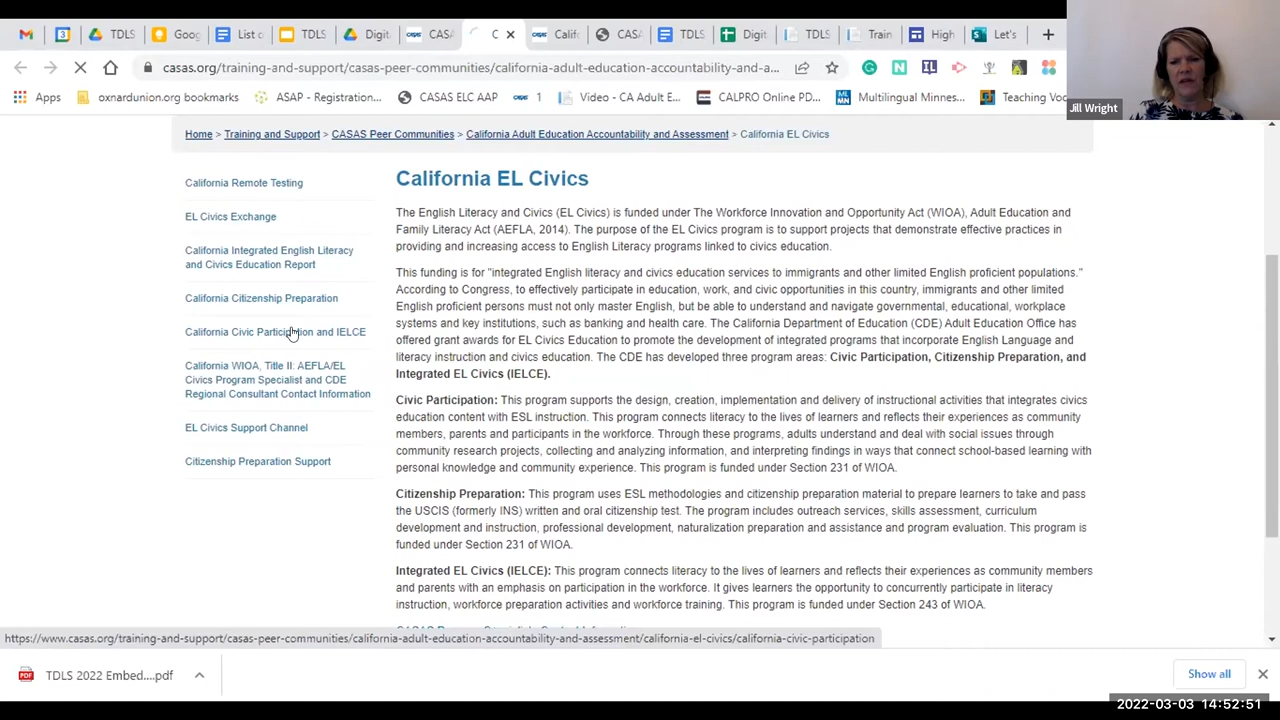 TDLS
Goog
List o
TDLS
Digit
CASA
C
Calif
CASA
TDLS
Digit
TDLS
Train
High
Let's
casas.org/training-and-support/casas-peer-communities/california-adult-education-accountability-and-a...
Apps
oxnardunion.org bookmarks
ASAP - Registration...
CASAS ELC AAP
1
Video - CA Adult E...
CALPRO Online PD...
Multilingual Minnes...
Teaching Voc
Jill Wright
Home > Training and Support > CASAS Peer Communities > California Adult Education Accountability and Assessment > California EL Civics
California Remote Testing
EL Civics Exchange
California Integrated English Literacy
and Civics Education Report
California Citizenship Preparation
California Civic Participation and IELCE
California WIOA, Title II: AEFLA/EL
Civics Program Specialist and CDE
Regional Consultant Contact Information
EL Civics Support Channel
Citizenship Preparation Support
California EL Civics
The English Literacy and Civics (EL Civics) is funded under The Workforce Innovation and Opportunity Act (WIOA), Adult Education and
Family Literacy Act (AEFLA, 2014). The purpose of the EL Civics program is to support projects that demonstrate effective practices in
providing and increasing access to English Literacy programs linked to civics education.
This funding is for "integrated English literacy and civics education services to immigrants and other limited English proficient populations."
According to Congress, to effectively participate in education, work, and civic opportunities in this country, immigrants and other limited
English proficient persons must not only master English, but be able to understand and navigate governmental, educational, workplace
systems and key institutions, such as banking and health care. The California Department of Education (CDE) Adult Education Office has
offered grant awards for EL Civics Education to promote the development of integrated programs that incorporate English Language and
literacy instruction and civics education. The CDE has developed three program areas: Civic Participation, Citizenship Preparation, and
Integrated EL Civics (IELCE).
Civic Participation: This program supports the design, creation, implementation and delivery of instructional activities that integrates civics
education content with ESL instruction. This program connects literacy to the lives of learners and reflects their experiences as community
members, parents and participants in the workforce. Through these programs, adults understand and deal with social issues through
community research projects, collecting and analyzing information, and interpreting findings in ways that connect school-based learning with
personal knowledge and community experience. This program is funded under Section 231 of WIOA.
Citizenship Preparation: This program uses ESL methodologies and citizenship preparation material to prepare learners to take and pass
the USCIS (formerly INS) written and oral citizenship test. The program includes outreach services, skills assessment, curriculum
development and instruction, professional development, naturalization preparation and assistance and program evaluation. This program is
funded under Section 231 of WIOA.
Integrated EL Civics (IELCE): This program connects literacy to the lives of learners and reflects their experiences as community members
and parents with an emphasis on participation in the workforce. It gives learners the opportunity to concurrently participate in literacy
instruction, workforce preparation activities and workforce training. This program is funded under Section 243 of WIOA.
https://www.casas.org/training-and-support/casas-peer-communities/california-adult-education-accountability-and-assessment/california-el-civics/california-civic-participation
TDLS 2022 Embed....pdf
Show all
2022-03-03 14:52:51